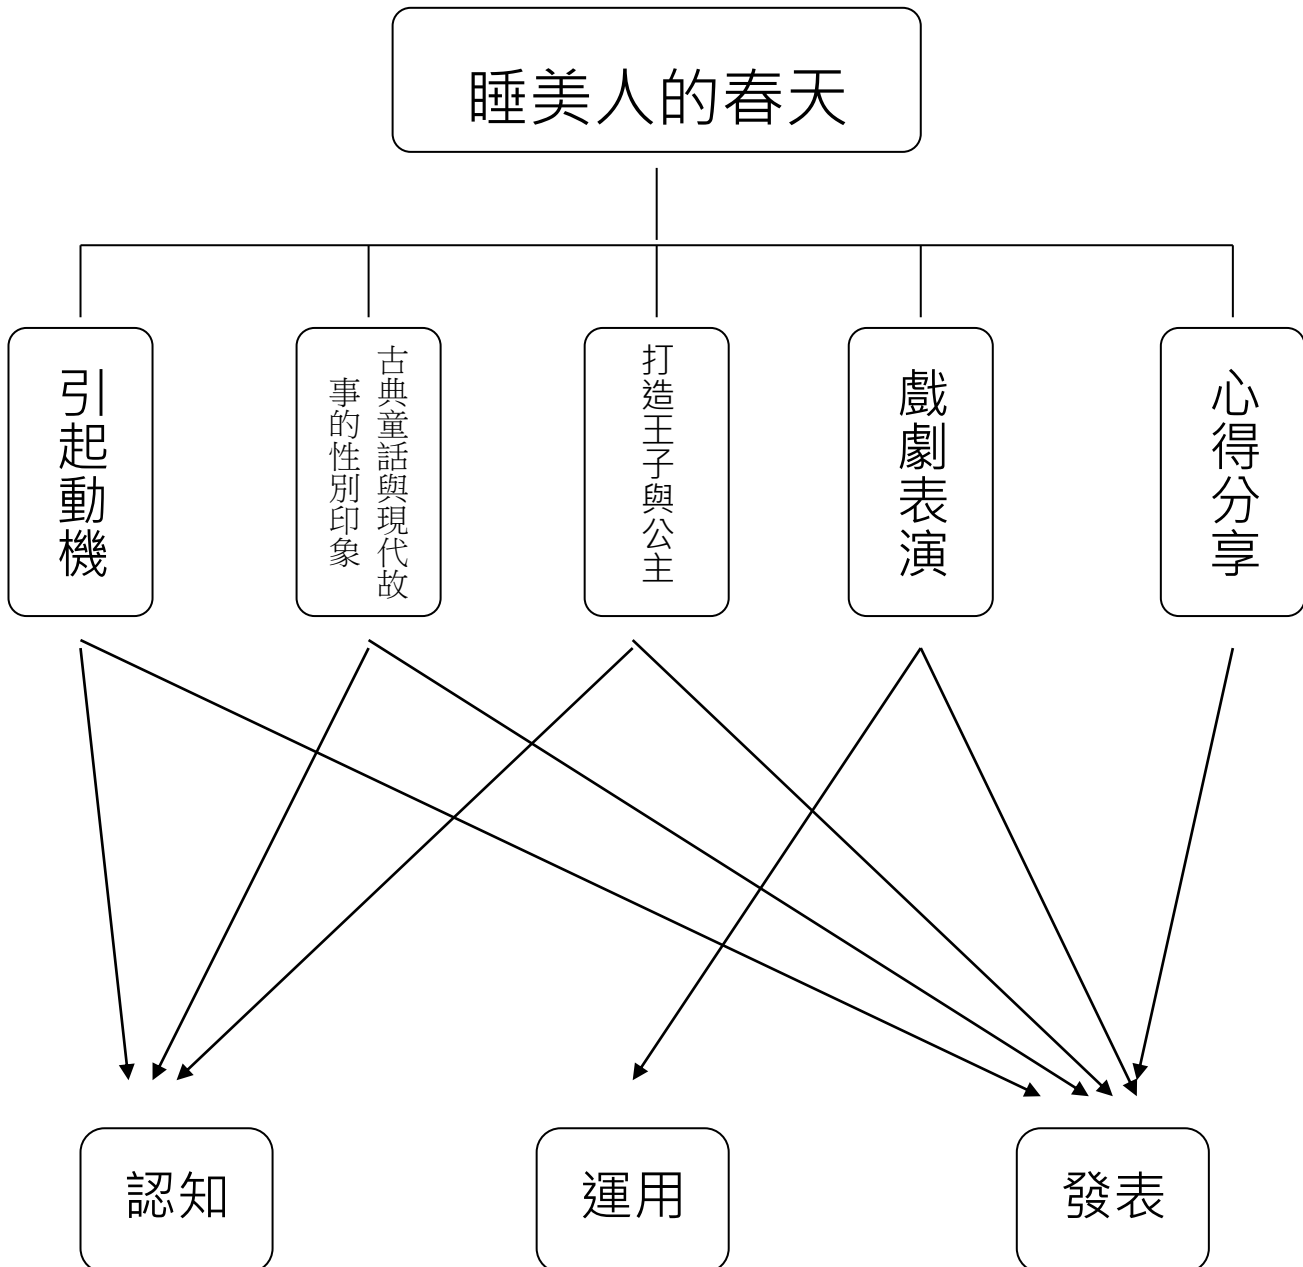 睡美人的春天
引起動機
古典童話與現代故
事的性別印象
打造王子與公主
戲劇表演
心得分享
認知
運用
發表